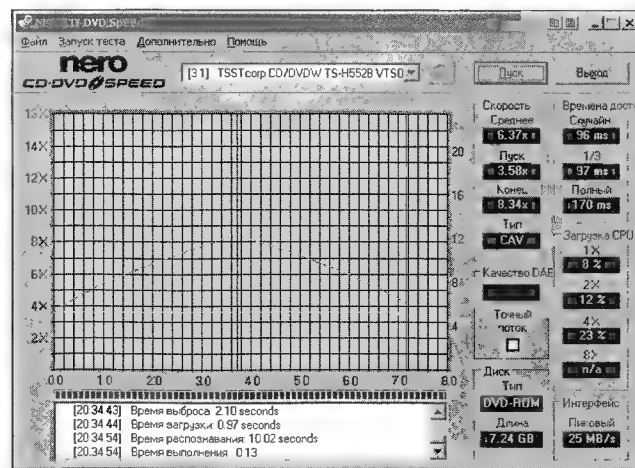 Nero CD-DVD Speed
Файл Запуск теста Дополнительно Помощь
nero
CD-DVD SPEED
[31] TSSTcorp CD/DVDW TS-H552B VTS0
Пуск
Выход
Скорость
Среднее
6.37x
Пуск
3.58x
Конец
8.34x
Тип
CAV
Качество DAE
Точный
поток
Диск
Тип
DVD-ROM
Длина
7.24 GB
Времена дост
Случайн
96 ms
1/3
97 ms
Полный
170 ms
Загрузка CPU
1X
8 %
2X
12 %
4X
23 %
8X
n/a
Интерфейс
Пиковый
25 MB/s
16X
14X
12X
10X
8X
6X
4X
2X
20
16
12
8
4
0.0 1.0 2.0 3.0 4.0 5.0 6.0 7.0 8.0
[20:34:43] Время выброса: 2.10 seconds
[20:34:44] Время загрузки: 0.97 seconds
[20:34:54] Время распознавания: 10.02 seconds
[20:34:54] Время выполнения 0:13